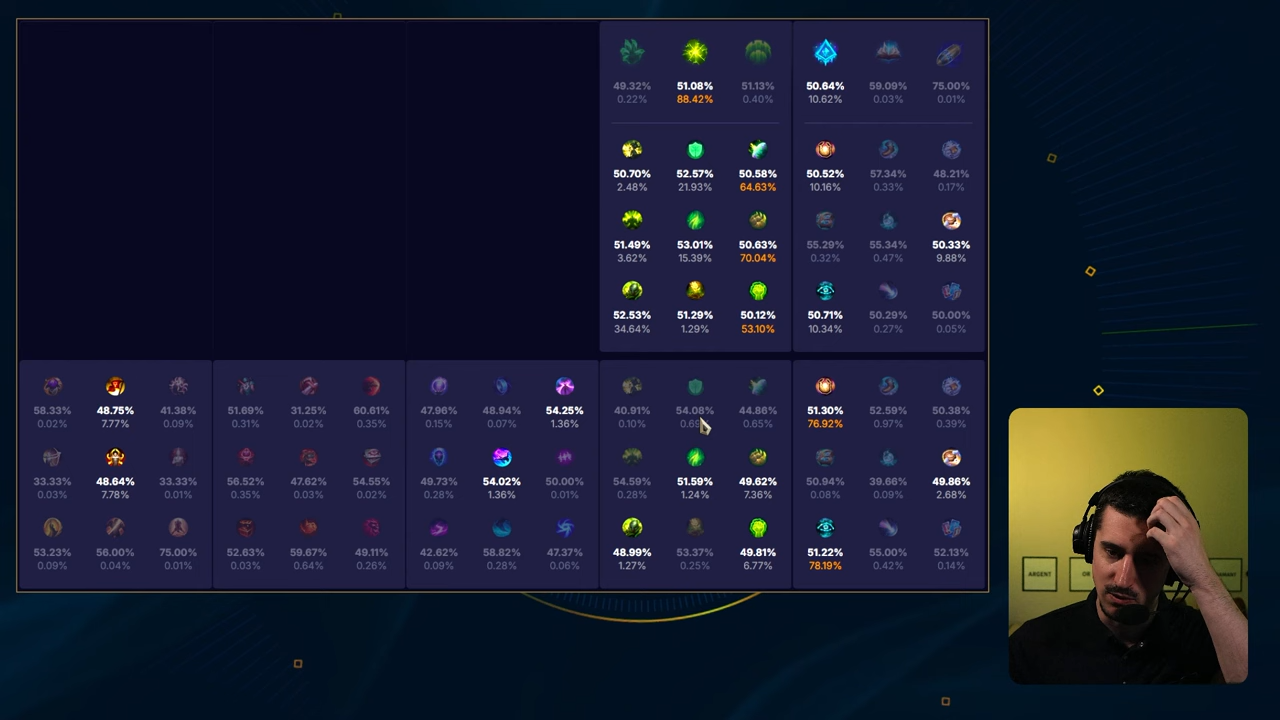 49.32% 51.08% 51.13% 50.64% 59.09% 75.00%
0.22% 88.42% 0.40% 10.62% 0.03% 0.01%
50.70% 52.57% 50.58% 50.52% 57.34% 48.21%
2.48% 21.93% 64.63% 10.16% 0.33% 0.17%
51.49% 53.01% 50.63% 55.29% 55.34% 50.33%
3.62% 15.39% 70.04% 0.32% 0.47% 9.88%
52.53% 51.29% 50.12% 50.71% 50.29% 50.00%
34.64% 1.29% 53.10% 10.34% 0.27% 0.05%
58.33% 48.75% 41.38% 51.69% 31.25% 60.61% 47.96% 48.94% 54.25% 40.91% 54.08% 44.86% 51.30% 52.59% 50.38%
0.02% 7.77% 0.09% 0.31% 0.02% 0.35% 0.15% 0.07% 1.36% 0.10% 0.65% 76.92% 0.97% 0.39%
33.33% 48.64% 33.33% 56.52% 47.62% 54.55% 49.73% 54.02% 50.00% 54.59% 51.59% 49.62% 50.94% 39.66% 49.86%
0.03% 7.78% 0.01% 0.35% 0.03% 0.02% 0.28% 1.36% 0.01% 0.28% 1.24% 7.36% 0.08% 0.09% 2.68%
53.23% 56.00% 75.00% 52.63% 59.67% 49.11% 42.62% 58.82% 47.37% 48.99% 53.37% 49.81% 51.22% 55.00% 52.13%
0.09% 0.04% 0.01% 0.03% 0.64% 0.26% 0.09% 0.28% 0.06% 1.27% 0.25% 6.77% 78.19% 0.42% 0.14%
ARGENT
OR